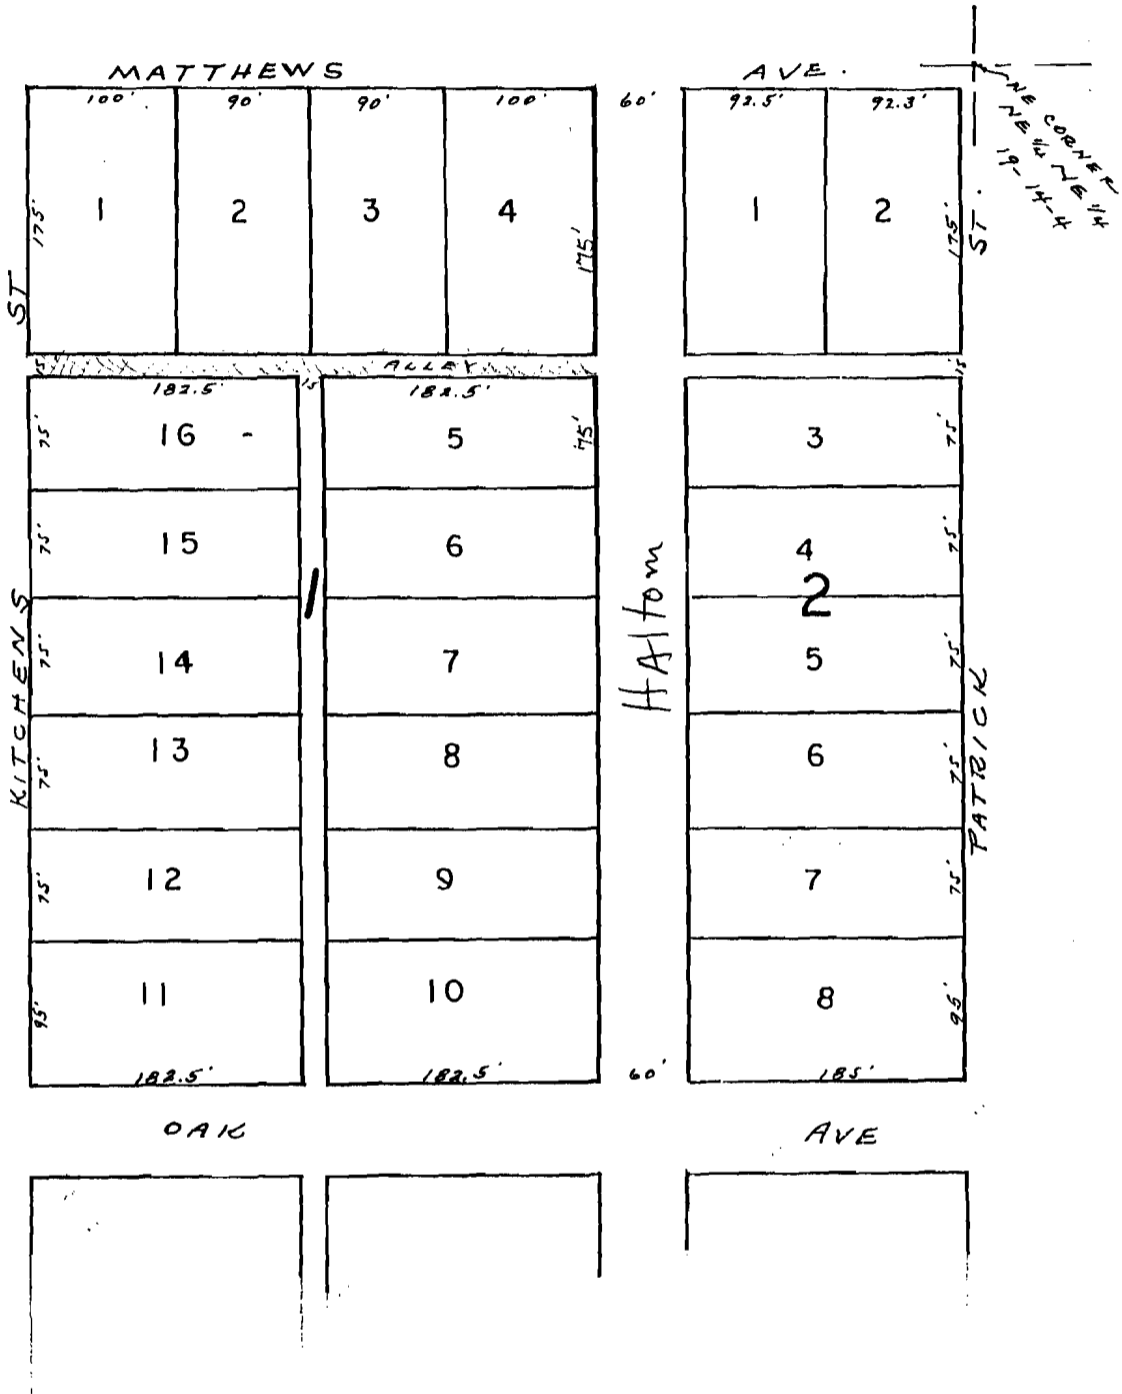 MATTHEWS AVE.
100' 90' 90' 100' 60' 92.5' 92.3'
NE CORNER
NE 1/4 NE 1/4
19-14-4
175' 1 2 3 4 175' 1 2 175' ST.
ST
15 ALLEY 15
182.5' 15 182.5'
75' 16 - 5 75' 3 75'
75' 15 6 4 75'
1 HAltom 2
KITCHENS 75' 14 7 5 75' PATRICK
75' 13 8 6 75'
75' 12 9 7 75'
95' 11 10 8 95'
182.5' 182.5' 60' 185'
OAK AVE